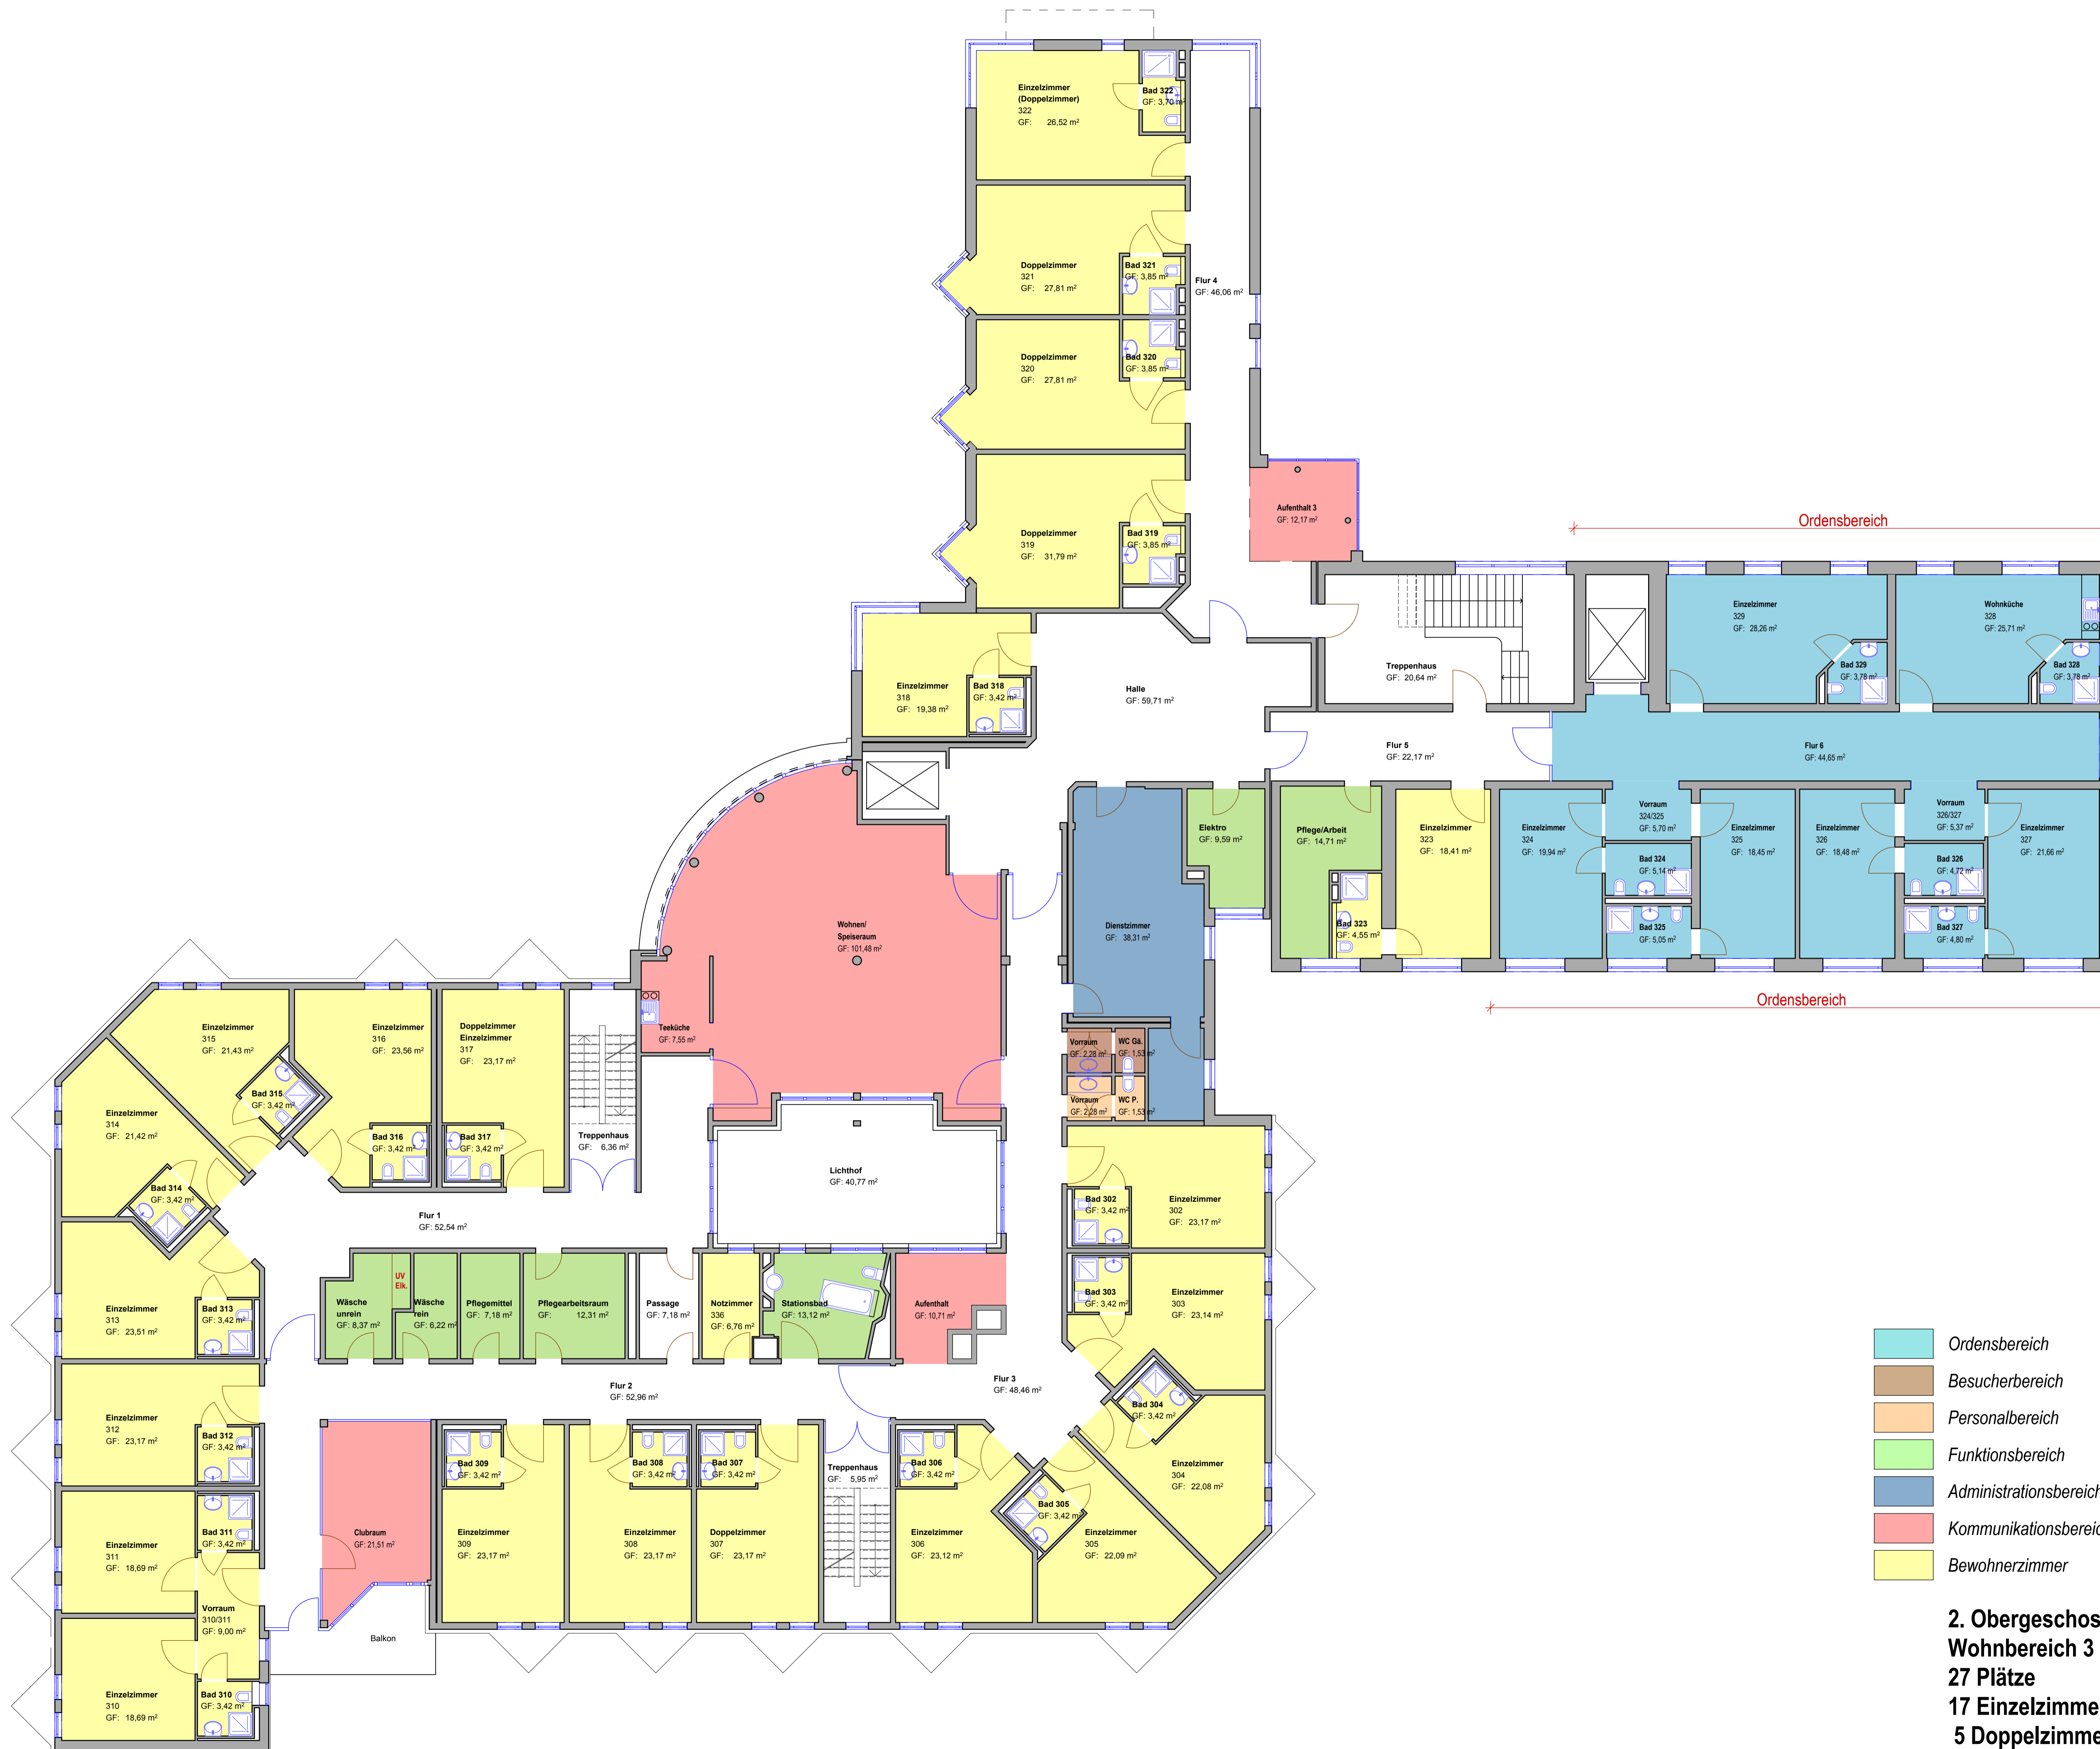 Einzelzimmer
(Doppelzimmer)
322
GF: 26,52 m²
Bad 322
GF: 3,70 m²
Doppelzimmer
321
GF: 27,81 m²
Bad 321
GF: 3,85 m²
Flur 4
GF: 46,06 m²
Doppelzimmer
320
GF: 27,81 m²
Bad 320
GF: 3,85 m²
Doppelzimmer
319
GF: 31,79 m²
Bad 319
GF: 3,85 m²
Aufenthalt 3
GF: 12,17 m²
Ordensbereich
Einzelzimmer
318
GF: 19,38 m²
Bad 318
GF: 3,42 m²
Halle
GF: 59,71 m²
Treppenhaus
GF: 20,64 m²
Einzelzimmer
329
GF: 28,26 m²
Bad 329
GF: 3,78 m²
Wohnküche
328
GF: 25,71 m²
Bad 328
GF: 3,78 m²
Flur 5
GF: 22,17 m²
Flur 6
GF: 44,65 m²
Elektro
GF: 9,59 m²
Pflege/Arbeit
GF: 14,71 m²
Einzelzimmer
323
GF: 18,41 m²
Bad 323
GF: 4,55 m²
Einzelzimmer
324
GF: 19,94 m²
Vorraum
324/325
GF: 5,70 m²
Bad 324
GF: 5,14 m²
Bad 325
GF: 5,05 m²
Einzelzimmer
325
GF: 18,45 m²
Einzelzimmer
326
GF: 18,48 m²
Vorraum
326/327
GF: 5,37 m²
Bad 326
GF: 4,72 m²
Bad 327
GF: 4,80 m²
Einzelzimmer
327
GF: 21,66 m²
Ordensbereich
Wohnen/
Speiseraum
GF: 101,48 m²
Dienstzimmer
GF: 38,31 m²
Teeküche
GF: 7,55 m²
Vorraum
GF: 2,28 m²
WC Gä.
GF: 1,53 m²
Vorraum
GF: 2,28 m²
WC P.
GF: 1,53 m²
Einzelzimmer
315
GF: 21,43 m²
Bad 315
GF: 3,42 m²
Einzelzimmer
316
GF: 23,56 m²
Bad 316
GF: 3,42 m²
Doppelzimmer
Einzelzimmer
317
GF: 23,17 m²
Bad 317
GF: 3,42 m²
Treppenhaus
GF: 6,36 m²
Einzelzimmer
314
GF: 21,42 m²
Bad 314
GF: 3,42 m²
Lichthof
GF: 40,77 m²
Flur 1
GF: 52,54 m²
Bad 302
GF: 3,42 m²
Einzelzimmer
302
GF: 23,17 m²
Einzelzimmer
313
GF: 23,51 m²
Bad 313
GF: 3,42 m²
UV
Elk.
Wäsche
unrein
GF: 8,37 m²
Wäsche
rein
GF: 6,22 m²
Pflegemittel
GF: 7,18 m²
Pflegearbeitsraum
GF: 12,31 m²
Passage
GF: 7,18 m²
Notzimmer
336
GF: 6,76 m²
Stationsbad
GF: 13,12 m²
Aufenthalt
GF: 10,71 m²
Bad 303
GF: 3,42 m²
Einzelzimmer
303
GF: 23,14 m²
Flur 2
GF: 52,96 m²
Flur 3
GF: 48,46 m²
Bad 304
GF: 3,42 m²
Einzelzimmer
304
GF: 22,08 m²
Einzelzimmer
312
GF: 23,17 m²
Bad 312
GF: 3,42 m²
Bad 309
GF: 3,42 m²
Bad 308
GF: 3,42 m²
Bad 307
GF: 3,42 m²
Treppenhaus
GF: 5,95 m²
Bad 306
GF: 3,42 m²
Bad 305
GF: 3,42 m²
Einzelzimmer
311
GF: 18,69 m²
Bad 311
GF: 3,42 m²
Clubraum
GF: 21,51 m²
Einzelzimmer
309
GF: 23,17 m²
Einzelzimmer
308
GF: 23,17 m²
Doppelzimmer
307
GF: 23,17 m²
Einzelzimmer
306
GF: 23,12 m²
Einzelzimmer
305
GF: 22,09 m²
Vorraum
310/311
GF: 9,00 m²
Balkon
Einzelzimmer
310
GF: 18,69 m²
Bad 310
GF: 3,42 m²
Ordensbereich
Besucherbereich
Personalbereich
Funktionsbereich
Administrationsbereich
Kommunikationsbereic
Bewohnerzimmer
2. Obergeschos
Wohnbereich 3
27 Plätze
17 Einzelzimme
5 Doppelzimme